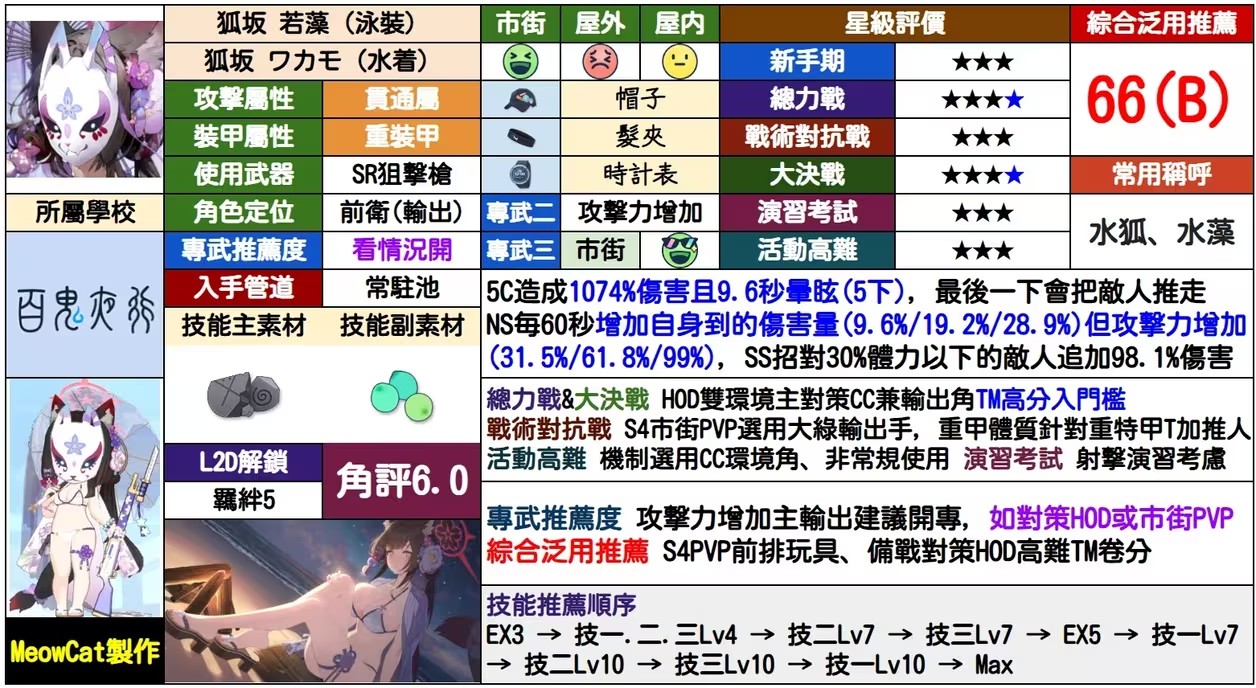 狐坂 若藻 (泳裝)
狐坂 ワカモ (水着)
攻擊屬性 貫通屬
裝甲屬性 重裝甲
使用武器 SR狙擊槍
角色定位 前衛(輸出)
專武推薦度 看情況開
入手管道 常駐池
技能主素材 技能副素材
L2D解鎖
羈絆5
角評6.0
所屬學校
百鬼夜行
MeowCat製作
市街 屋外 屋內
帽子
髮夾
時計表
專武二 攻擊力增加
專武三 市街
星級評價
新手期 ★★★
總力戰 ★★★★
戰術對抗戰 ★★★
大決戰 ★★★★
演習考試 ★★★
活動高難 ★★★
綜合泛用推薦
66(B)
常用稱呼
水狐、水藻
5C造成1074%傷害且9.6秒暈眩(5下), 最後一下會把敵人推走
NS每60秒增加自身到的傷害量(9.6%/19.2%/28.9%)但攻擊力增加
(31.5%/61.8%/99%), SS招對30%體力以下的敵人追加98.1%傷害
總力戰&大決戰 HOD雙環境主對策CC兼輸出角TM高分入門檻
戰術對抗戰 S4市街PVP選用大綠輸出手, 重甲體質針對重特甲T加推人
活動高難 機制選用CC環境角、非常規使用 演習考試 射擊演習考慮
專武推薦度 攻擊力增加主輸出建議開專, 如對策HOD或市街PVP
綜合泛用推薦 S4PVP前排玩具、備戰對策HOD高難TM卷分
技能推薦順序
EX3 → 技一.二.三Lv4 → 技二Lv7 → 技三Lv7 → EX5 → 技一Lv7
→ 技二Lv10 → 技三Lv10 → 技一Lv10 → Max